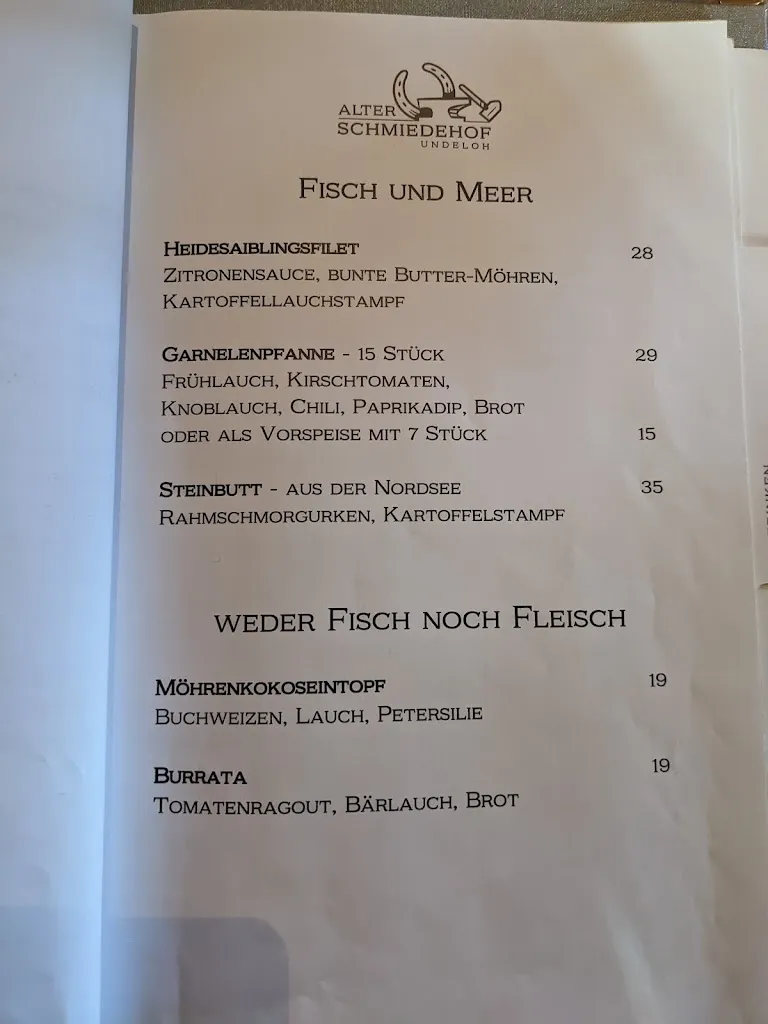 ALTER
SCHMIEDEHOF
UNDELOH
FISCH UND MEER
HEIDESAIBLINGSFILET 28
ZITRONENSAUCE, BUNTE BUTTER-MÖHREN,
KARTOFFELLAUCHSTAMPF
GARNELENPFANNE - 15 STÜCK 29
FRÜHLAUCH, KIRSCHTOMATEN,
KNOBLAUCH, CHILI, PAPRIKADIP, BROT
ODER ALS VORSPEISE MIT 7 STÜCK 15
STEINBUTT - AUS DER NORDSEE 35
RAHMSCHMORGURKEN, KARTOFFELSTAMPF
WEDER FISCH NOCH FLEISCH
MÖHRENKOKOSEINTOPF 19
BUCHWEIZEN, LAUCH, PETERSILIE
BURRATA 19
TOMATENRAGOUT, BÄRLAUCH, BROT